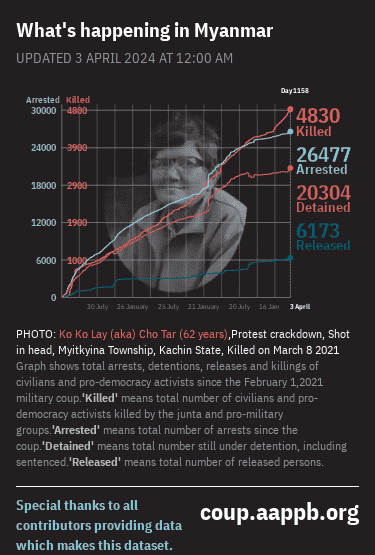 What's happening in Myanmar
UPDATED 3 APRIL 2024 AT 12:00 AM
Day1158
Arrested Killed
30000 4800
24000 3900
18000 2900
12000 1900
6000 1000
0
4830
Killed
26477
Arrested
20304
Detained
6173
Released
30 July 26 January 25 July 21 January 20 July 16 Jan 3 April
PHOTO: Ko Ko Lay (aka) Cho Tar (62 years),Protest crackdown, Shot
in head, Myitkyina Township, Kachin State, Killed on March 8 2021
Graph shows total arrests, detentions, releases and killings of
civilians and pro-democracy activists since the February 1,2021
military coup.'Killed' means total number of civilians and pro-
democracy activists killed by the junta and pro-military
groups.'Arrested' means total number of arrests since the
coup.'Detained' means total number still under detention, including
sentenced.'Released' means total number of released persons.
Special thanks to all
contributors providing data
which makes this dataset.
coup.aappb.org